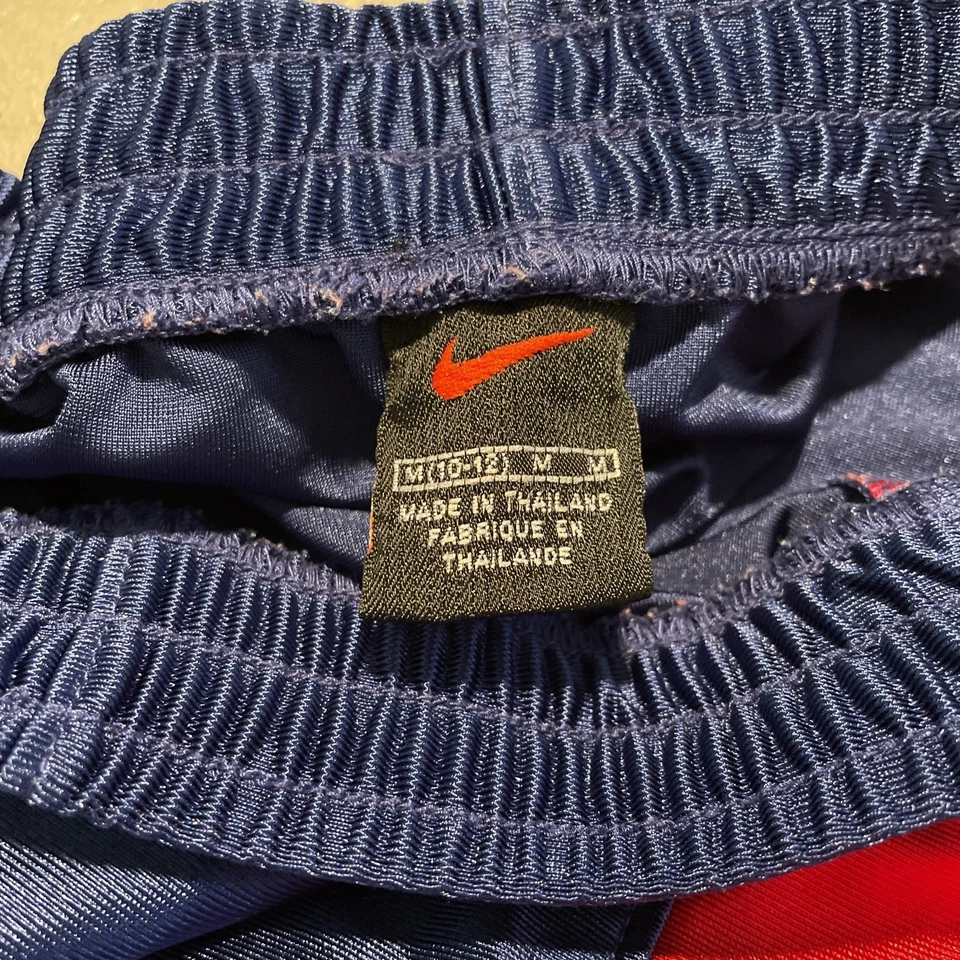 M(10-12) M M
MADE IN THAILAND
FABRIQUE EN
THAILANDE